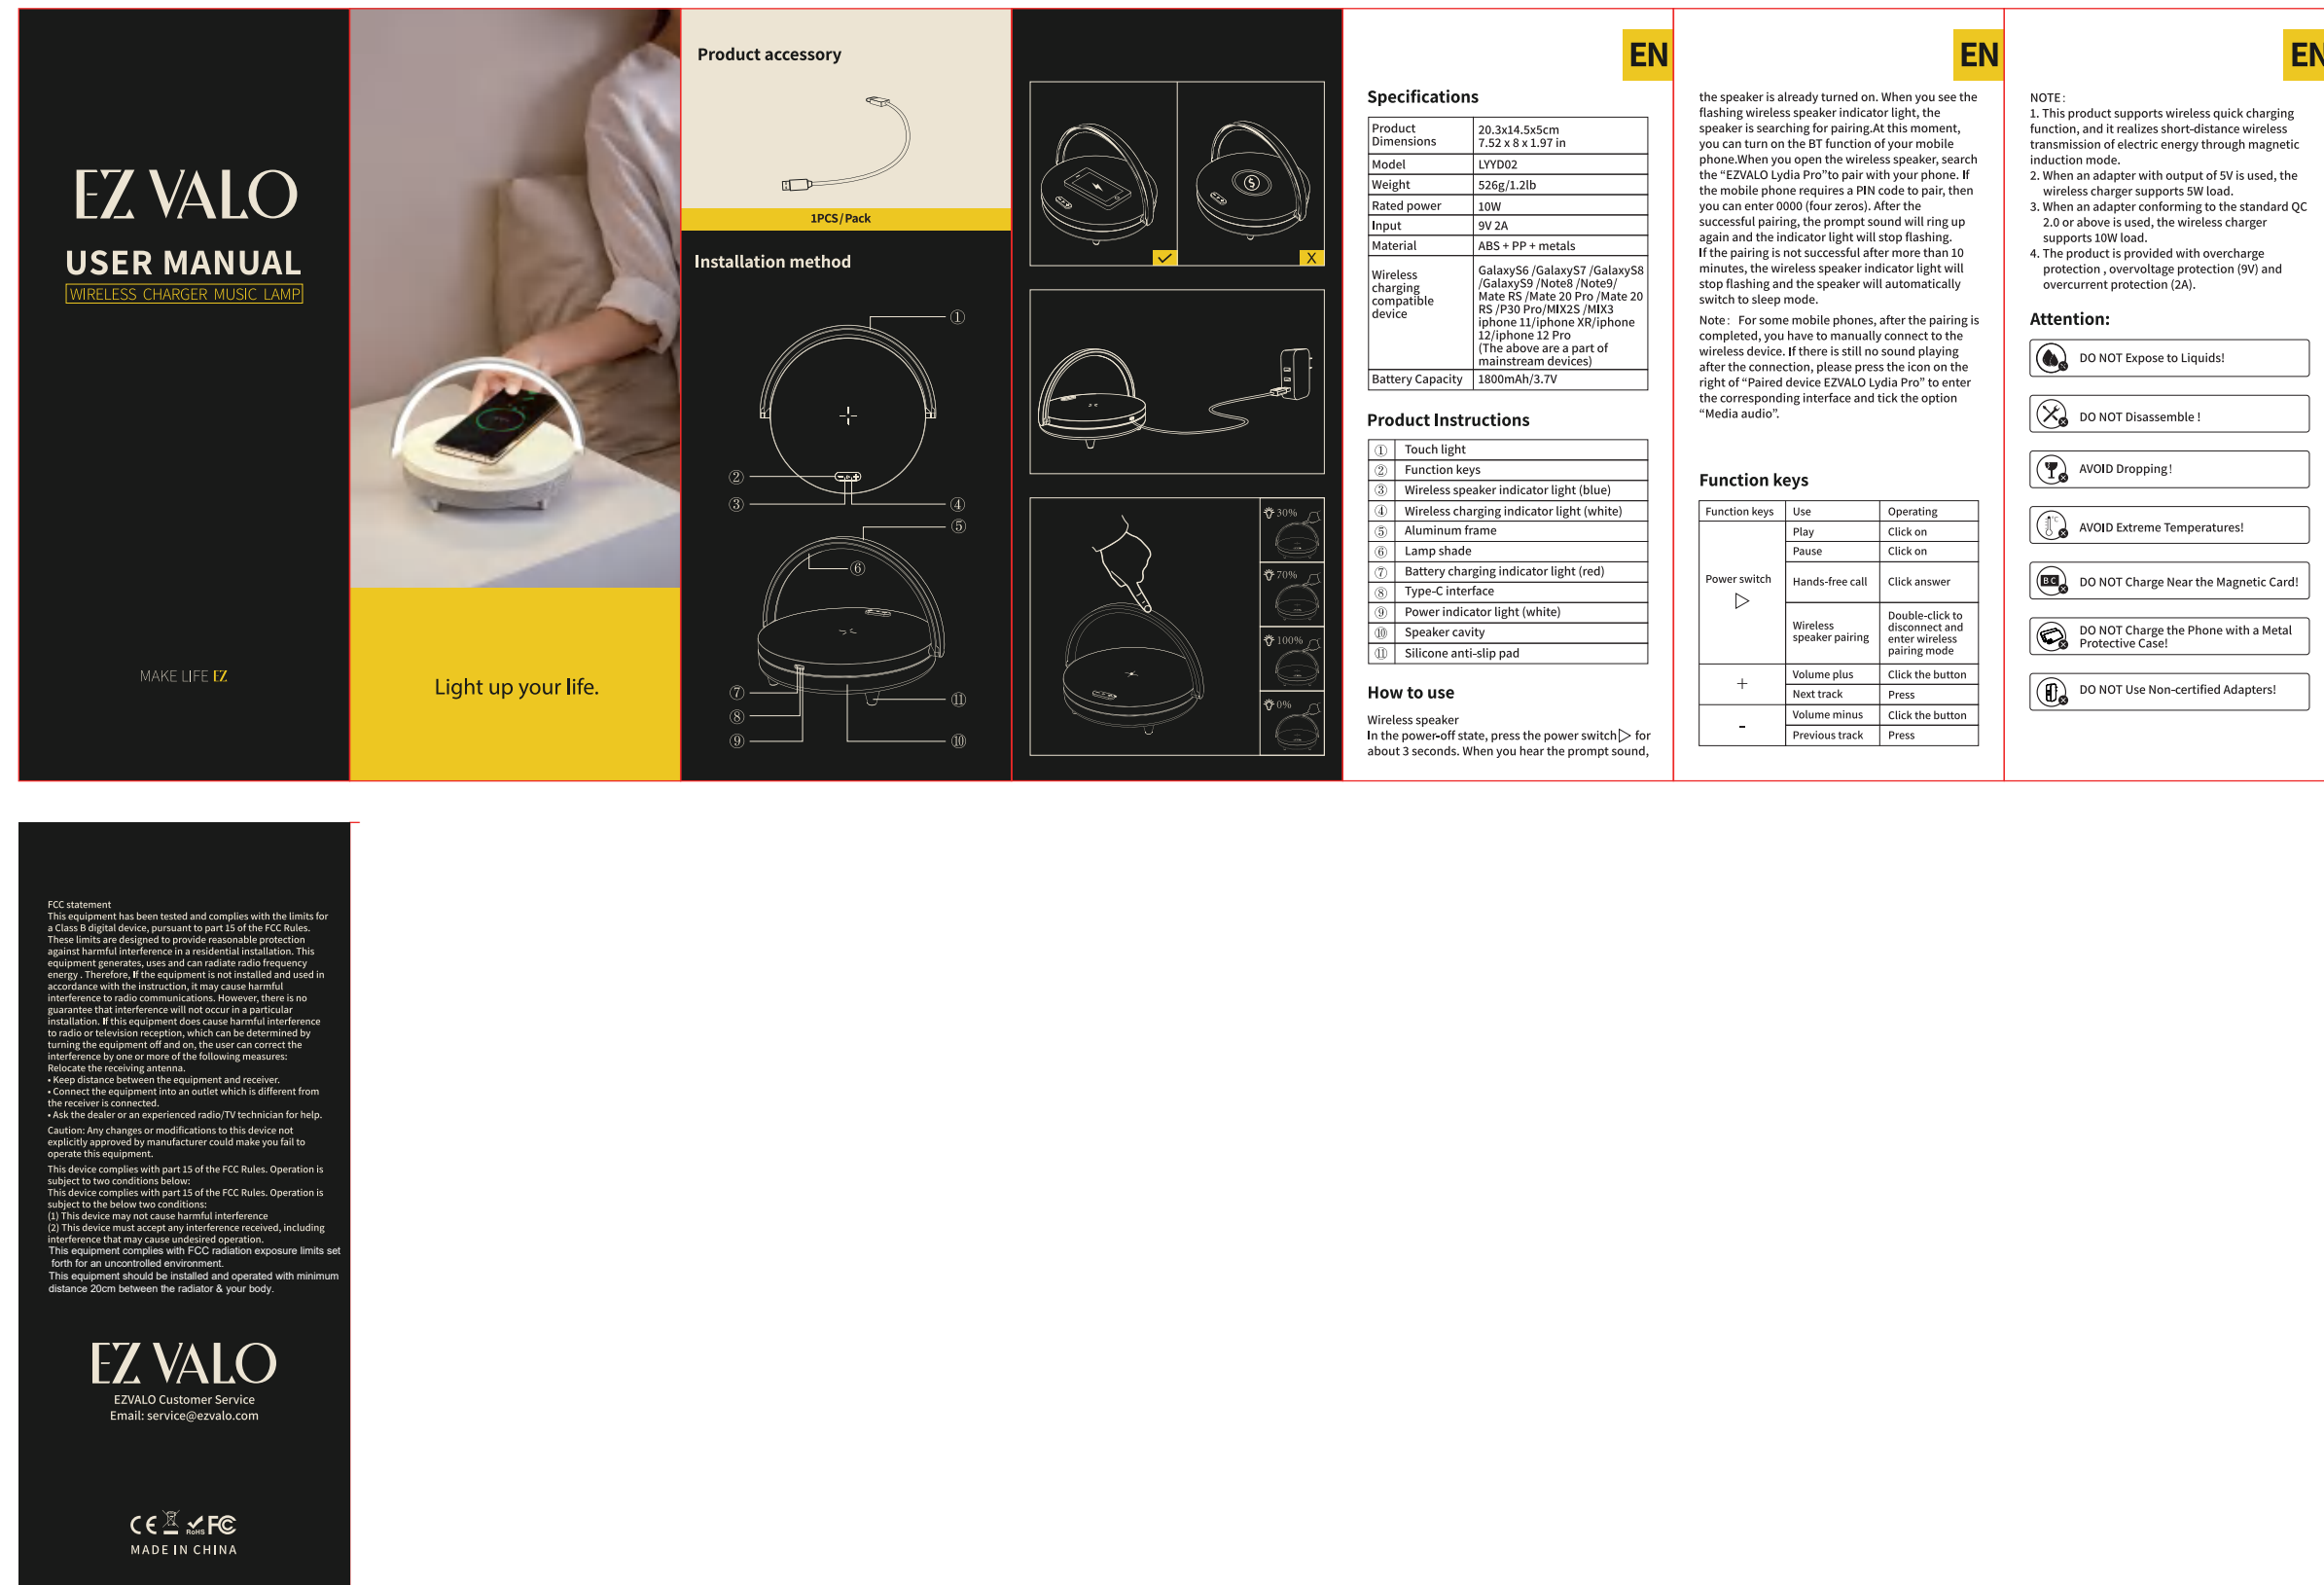 EZ VALO
USER MANUAL
WIRELESS CHARGER MUSIC LAMP
MAKE LIFE EZ
Light up your life.
Product accessory
1PCS/Pack
Installation method
①
②
③
④
⑤
⑥
⑦
⑧
⑨
⑪
⑩
X
30%
70%
100%
0%
EN
Specifications
Product Dimensions 20.3x14.5x5cm
7.52 x 8 x 1.97 in
Model LYYD02
Weight 526g/1.2lb
Rated power 10W
Input 9V 2A
Material ABS + PP + metals
Wireless charging compatible device
GalaxyS6 /GalaxyS7 /GalaxyS8
/GalaxyS9 /Note8 /Note9/
Mate RS /Mate 20 Pro /Mate 20
RS /P30 Pro/MIX2S /MIX3
iphone 11/iphone XR/iphone
12/iphone 12 Pro
(The above are a part of
mainstream devices)
Battery Capacity 1800mAh/3.7V
Product Instructions
① Touch light
② Function keys
③ Wireless speaker indicator light (blue)
④ Wireless charging indicator light (white)
⑤ Aluminum frame
⑥ Lamp shade
⑦ Battery charging indicator light (red)
⑧ Type-C interface
⑨ Power indicator light (white)
⑩ Speaker cavity
⑪ Silicone anti-slip pad
How to use
Wireless speaker
In the power-off state, press the power switch▷ for
about 3 seconds. When you hear the prompt sound,
EN
the speaker is already turned on. When you see the
flashing wireless speaker indicator light, the
speaker is searching for pairing.At this moment,
you can turn on the BT function of your mobile
phone.When you open the wireless speaker, search
the “EZVALO Lydia Pro”to pair with your phone. If
the mobile phone requires a PIN code to pair, then
you can enter 0000 (four zeros). After the
successful pairing, the prompt sound will ring up
again and the indicator light will stop flashing.
If the pairing is not successful after more than 10
minutes, the wireless speaker indicator light will
stop flashing and the speaker will automatically
switch to sleep mode.
Note: For some mobile phones, after the pairing is
completed, you have to manually connect to the
wireless device. If there is still no sound playing
after the connection, please press the icon on the
right of “Paired device EZVALO Lydia Pro” to enter
the corresponding interface and tick the option
“Media audio”.
Function keys
Function keys Use Operating
Power switch ▷
Play Click on
Pause Click on
Hands-free call Click answer
Wireless speaker pairing
Double-click to
disconnect and
enter wireless
pairing mode
+
Volume plus Click the button
Next track Press
-
Volume minus Click the button
Previous track Press
EN
NOTE:
1. This product supports wireless quick charging
function, and it realizes short-distance wireless
transmission of electric energy through magnetic
induction mode.
2. When an adapter with output of 5V is used, the
wireless charger supports 5W load.
3. When an adapter conforming to the standard QC
2.0 or above is used, the wireless charger
supports 10W load.
4. The product is provided with overcharge
protection , overvoltage protection (9V) and
overcurrent protection (2A).
Attention:
DO NOT Expose to Liquids!
DO NOT Disassemble !
AVOID Dropping!
°C
AVOID Extreme Temperatures!
BC
DO NOT Charge Near the Magnetic Card!
DO NOT Charge the Phone with a Metal
Protective Case!
DO NOT Use Non-certified Adapters!
FCC statement
This equipment has been tested and complies with the limits for
a Class B digital device, pursuant to part 15 of the FCC Rules.
These limits are designed to provide reasonable protection
against harmful interference in a residential installation. This
equipment generates, uses and can radiate radio frequency
energy . Therefore, If the equipment is not installed and used in
accordance with the instruction, it may cause harmful
interference to radio communications. However, there is no
guarantee that interference will not occur in a particular
installation. If this equipment does cause harmful interference
to radio or television reception, which can be determined by
turning the equipment off and on, the user can correct the
interference by one or more of the following measures:
Relocate the receiving antenna.
• Keep distance between the equipment and receiver.
• Connect the equipment into an outlet which is different from
the receiver is connected.
• Ask the dealer or an experienced radio/TV technician for help.
Caution: Any changes or modifications to this device not
explicitly approved by manufacturer could make you fail to
operate this equipment.
This device complies with part 15 of the FCC Rules. Operation is
subject to two conditions below:
This device complies with part 15 of the FCC Rules. Operation is
subject to the below two conditions:
(1) This device may not cause harmful interference
(2) This device must accept any interference received, including
interference that may cause undesired operation.
This equipment complies with FCC radiation exposure limits set
forth for an uncontrolled environment.
This equipment should be installed and operated with minimum
distance 20cm between the radiator & your body.
EZ VALO
EZVALO Customer Service
Email: service@ezvalo.com
CE RoHS FC
MADE IN CHINA